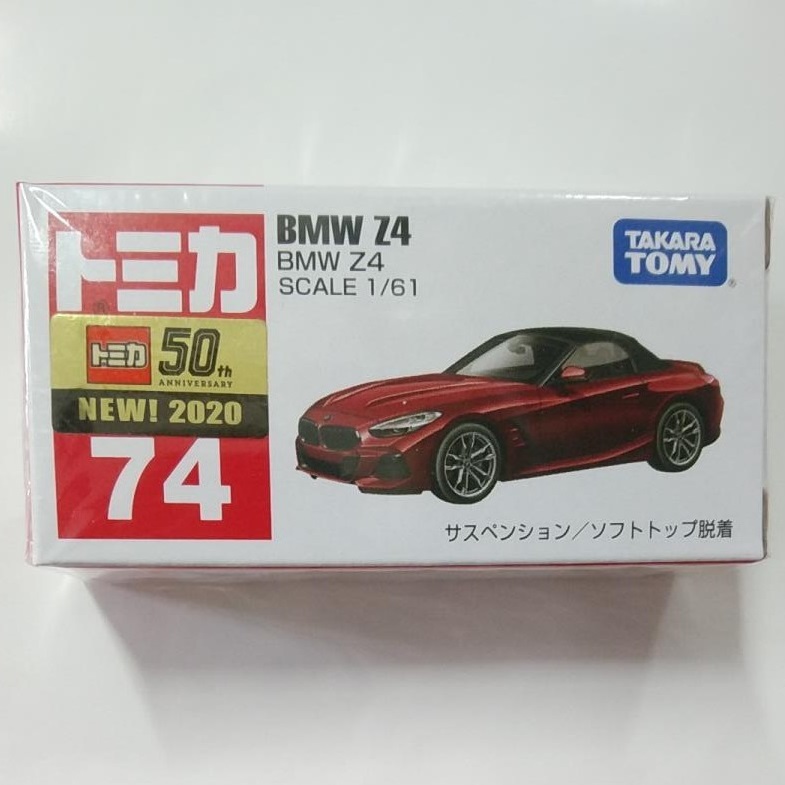 トミカ
BMW Z4
BMW Z4
SCALE 1/61
TAKARA
TOMY
トミカ
50th
ANNIVERSARY
NEW! 2020
74
サスペンション/ソフトトップ脱着